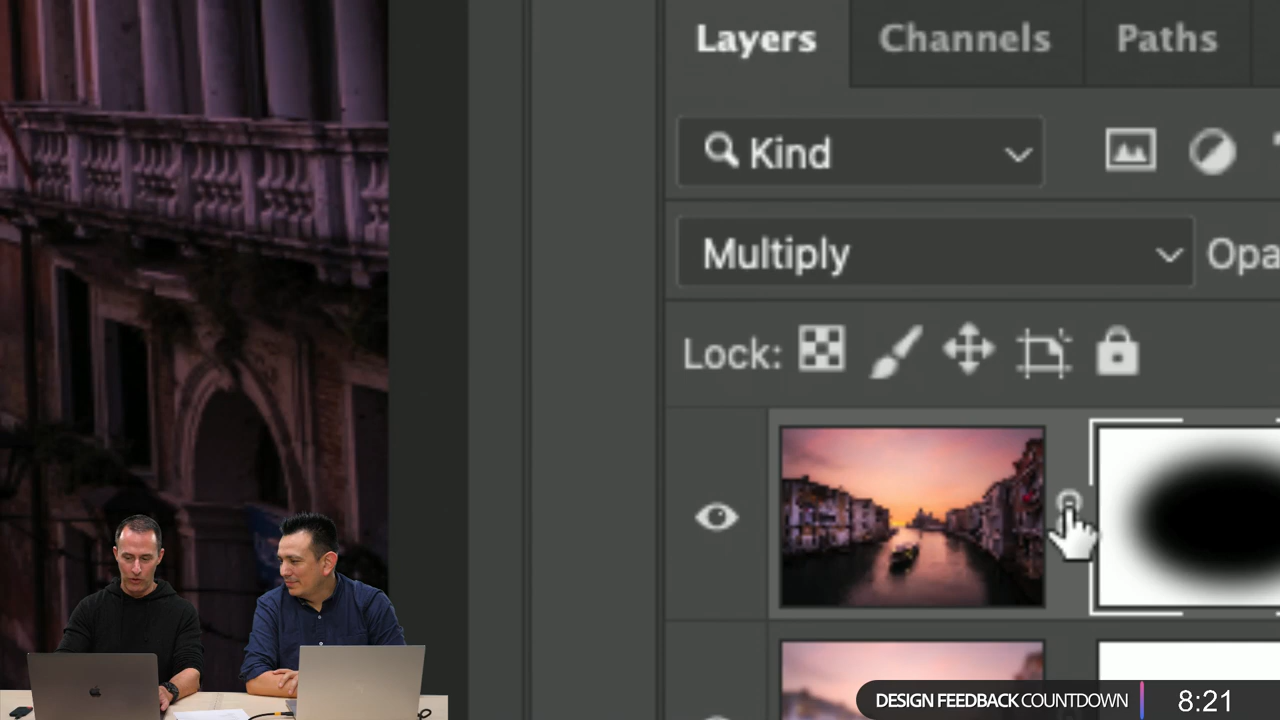 Layers Channels Paths
Kind
Multiply Opa
Lock:
DESIGN FEEDBACK COUNTDOWN 8:21